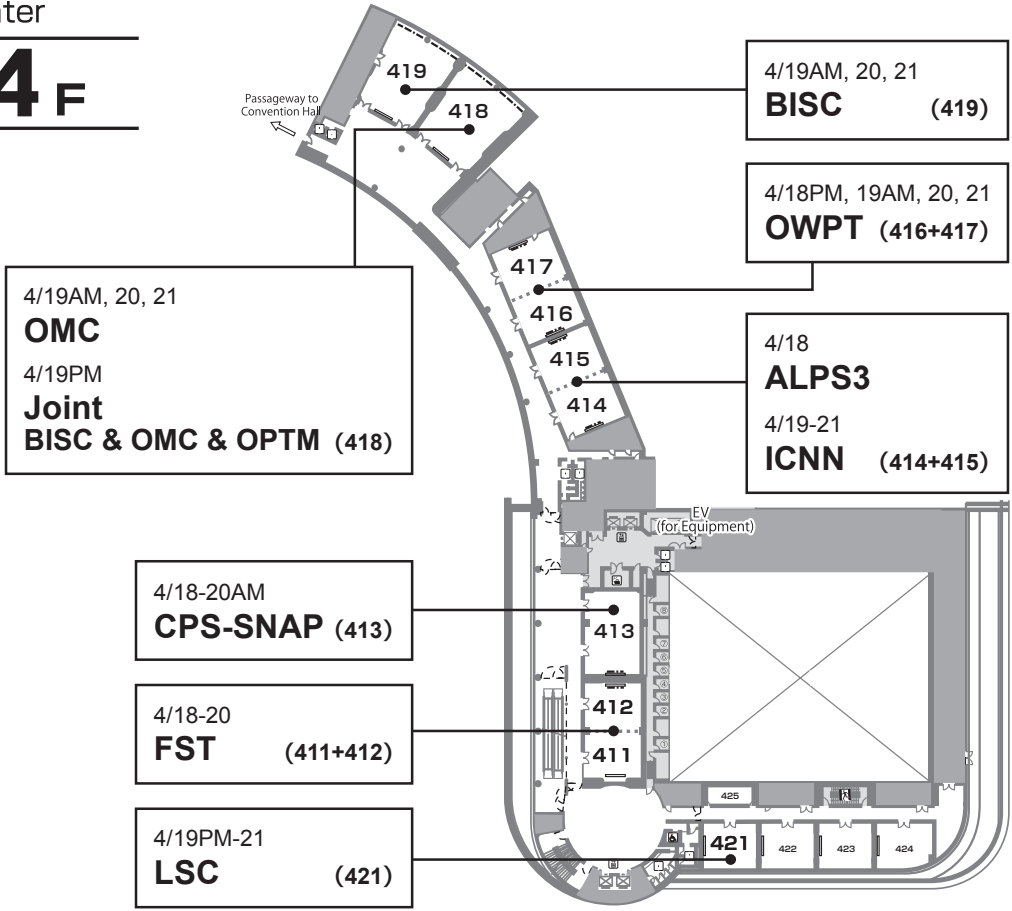 nter
4 F
Passageway to
Convention Hall
419
418
4/19AM, 20, 21
BISC (419)
4/18PM, 19AM, 20, 21
OWPT (416+417)
417
416
415
414
4/19AM, 20, 21
OMC
4/19PM
Joint
BISC & OMC & OPTM (418)
4/18
ALPS3
4/19-21
ICNN (414+415)
EV
(for Equipment)
4/18-20AM
CPS-SNAP (413)
413
4/18-20
FST (411+412)
412
411
4/19PM-21
LSC (421)
425
421
422
423
424